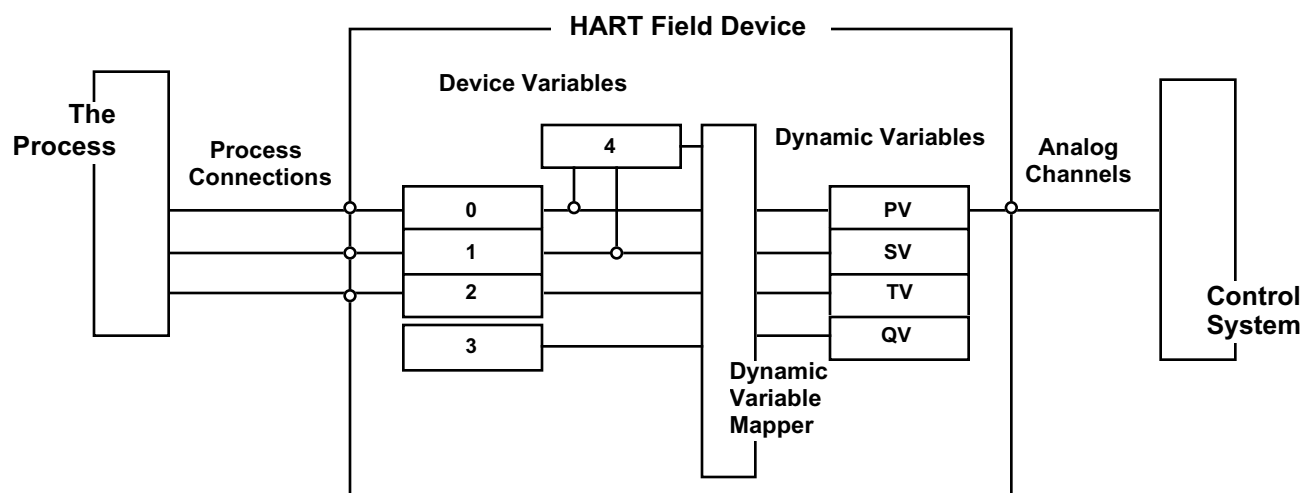 HART Field Device
Device Variables
The
Process
Process
Connections
4
Dynamic Variables
Analog
Channels
0
1
2
3
PV
SV
TV
QV
Dynamic
Variable
Mapper
Control
System